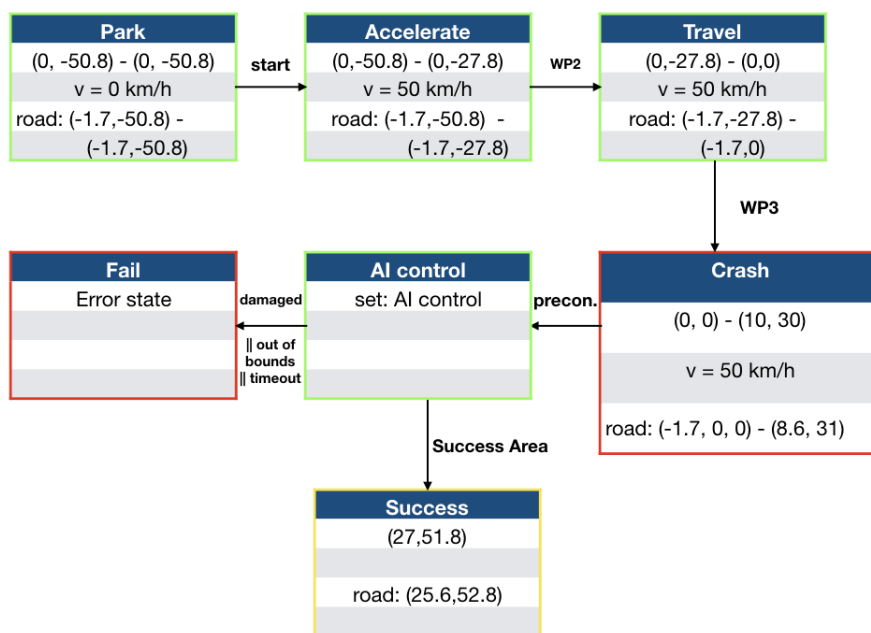 Park
(0, -50.8) - (0, -50.8)
v = 0 km/h
road: (-1.7,-50.8) -
(-1.7,-50.8)
start
Accelerate
(0,-50.8) - (0,-27.8)
v = 50 km/h
road: (-1.7,-50.8) -
(-1.7,-27.8)
WP2
Travel
(0,-27.8) - (0,0)
v = 50 km/h
road: (-1.7,-27.8) -
(-1.7,0)
WP3
Crash
(0, 0) - (10, 30)
v = 50 km/h
road: (-1.7, 0, 0) - (8.6, 31)
precon.
AI control
set: AI control
damaged
|| out of
bounds
|| timeout
Fail
Error state
Success Area
Success
(27,51.8)
road: (25.6,52.8)